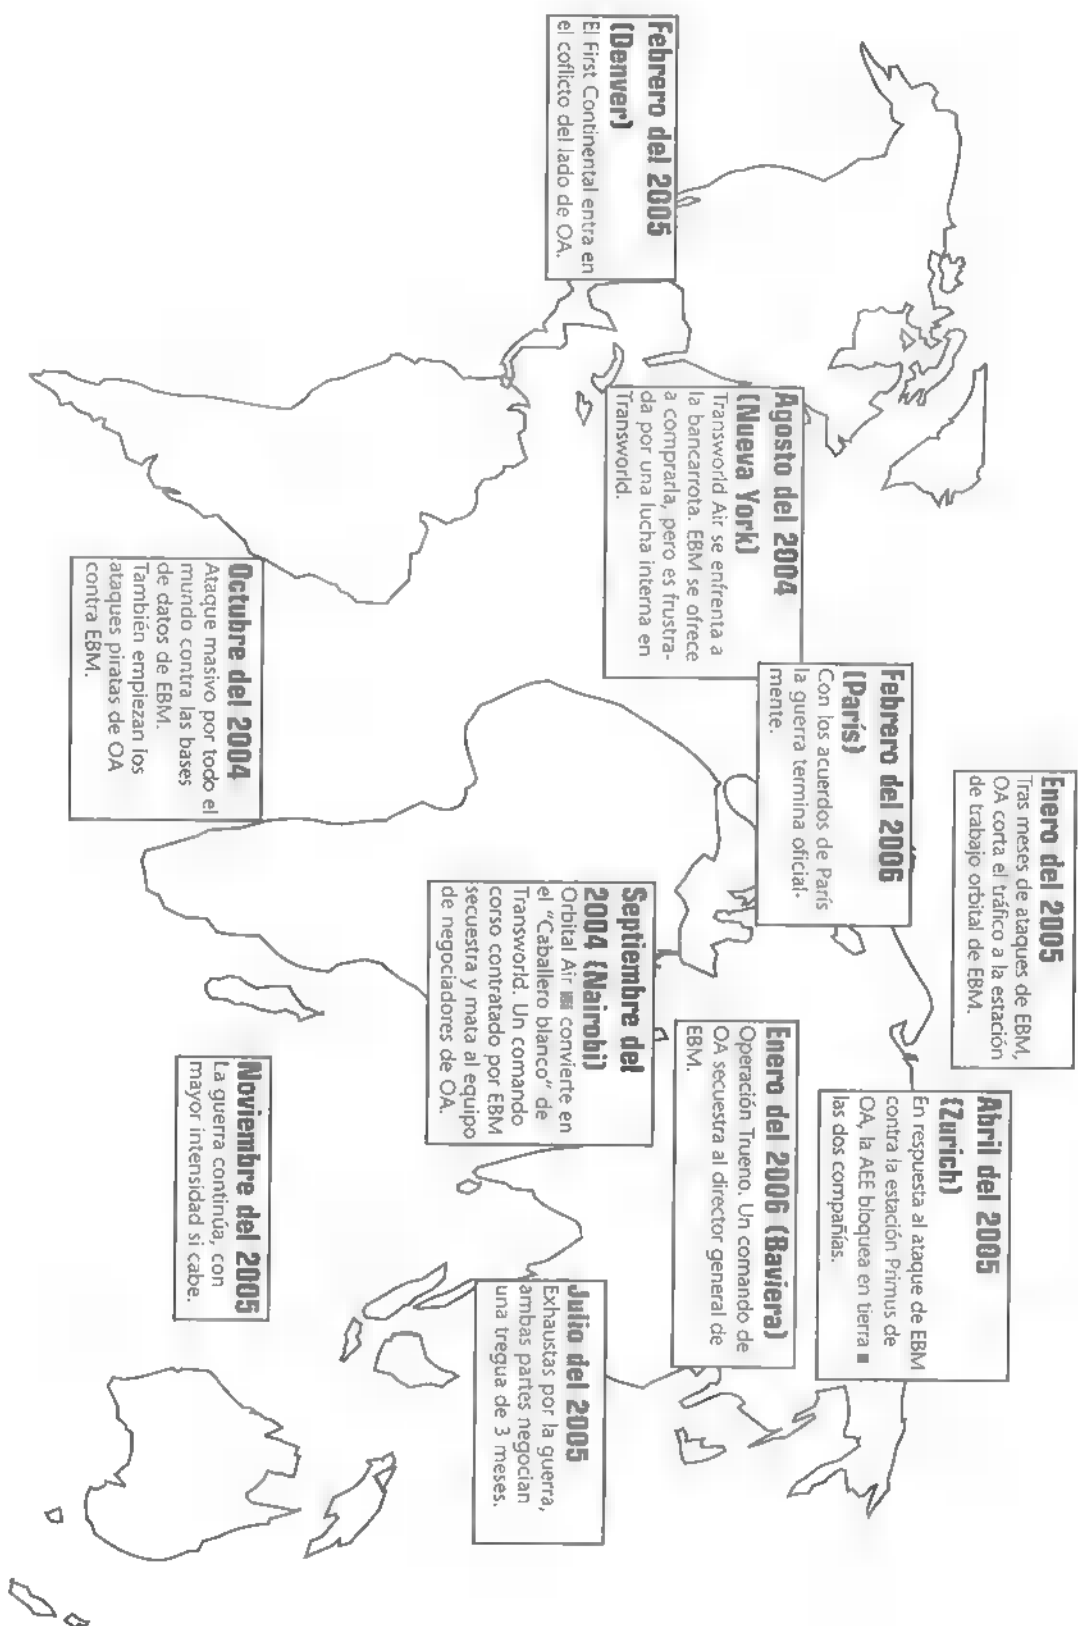 Febrero del 2005
(Denver)
El First Continental entra en
el coflicto del lado de OA.
Agosto del 2004
(Nueva York)
Transworld Air se enfrenta a
la bancarrota. EBM se ofrece
a comprarla, pero es frustra-
da por una lucha interna en
Transworld.
Octubre del 2004
Ataque masivo por todo el
mundo contra las bases
de datos de EBM.
También empiezan los
ataques piratas de OA
contra EBM.
Febrero del 2006
(París)
Con los acuerdos de París
la guerra termina oficial-
mente.
Enero del 2005
Tras meses de ataques de EBM,
OA corta el tráfico a la estación
de trabajo orbital de EBM.
Septiembre del
2004 (Nairobi)
Orbital Air convierte en
el "Caballero blanco" de
Transworld. Un comando
corso contratado por EBM
secuestra y mata al equipo
de negociadores de OA.
Enero del 2006 (Baviera)
Operación Trueno. Un comando de
OA secuestra al director general de
EBM.
Abril del 2005
(Zurich)
En respuesta al ataque de EBM
contra la estación Primus de
OA, la AEE bloquea en tierra
las dos compañías.
Noviembre del 2005
La guerra continúa, con
mayor intensidad si cabe.
Julio del 2005
Exhaustas por la guerra,
ambas partes negocian
una tregua de 3 meses.